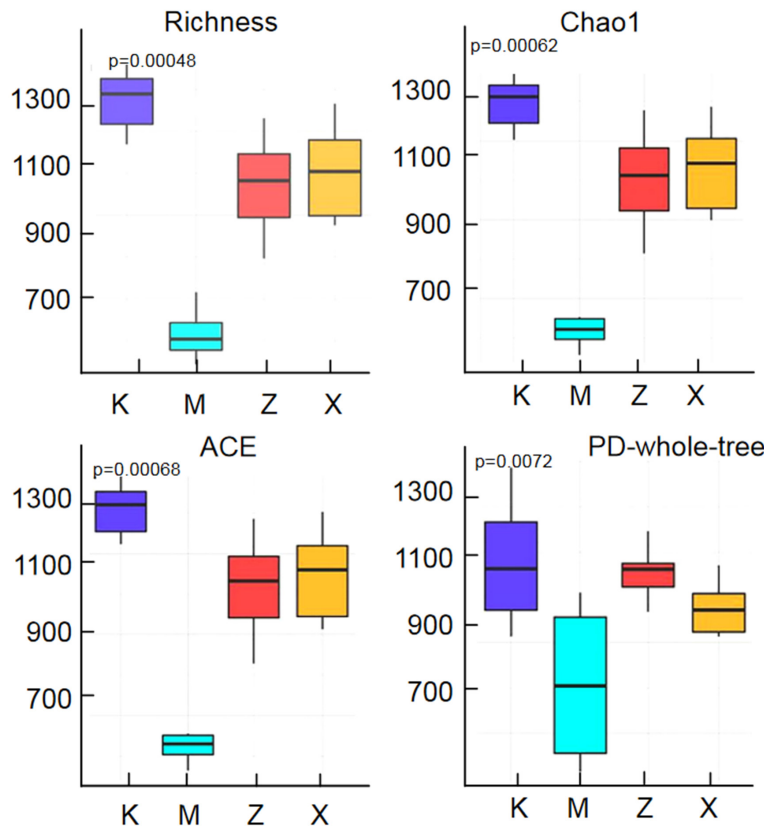 Richness
p=0.00048
1300
1100
900
700
K M Z X
Chao1
p=0.00062
1300
1100
900
700
K M Z X
ACE
p=0.00068
1300
1100
900
700
K M Z X
PD-whole-tree
p=0.0072
1300
1100
900
700
K M Z X